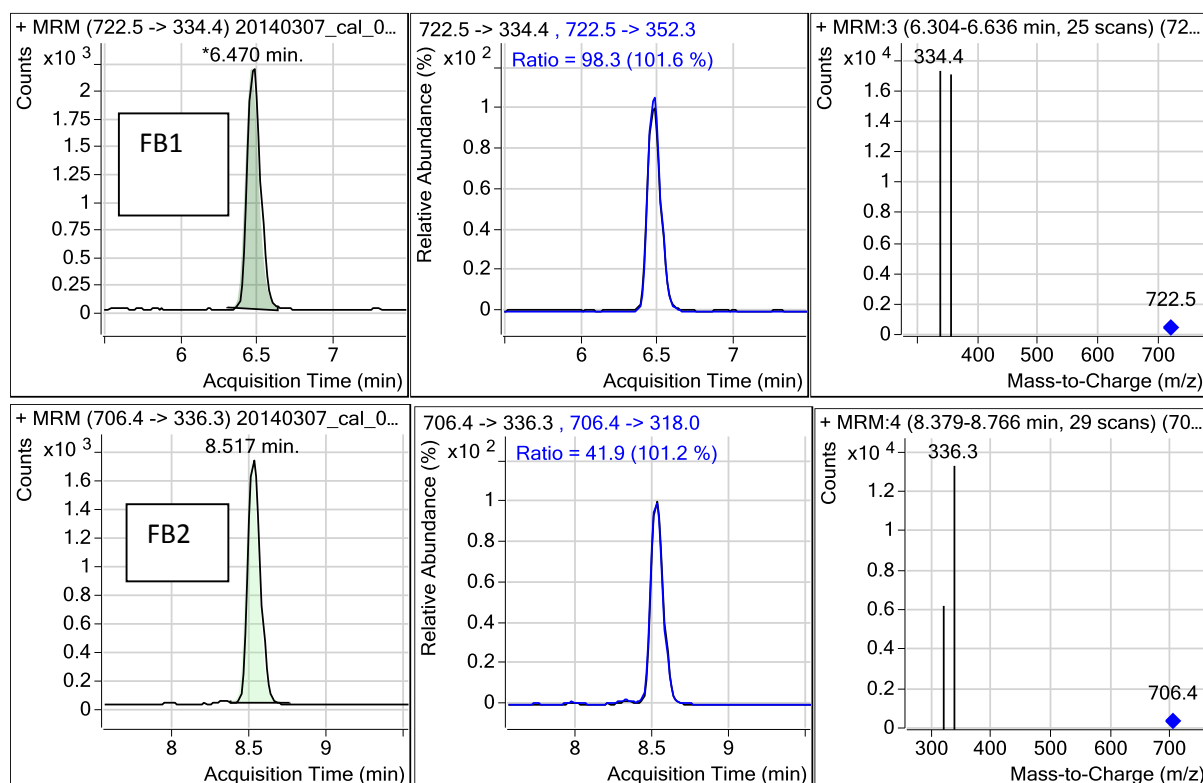 + MRM (722.5 -> 334.4) 20140307_cal_0...
x10 3
*6.470 min.
Counts
2
1.75
1.5
1.25
1
0.75
0.5
0.25
0
FB1
6 6.5 7
Acquisition Time (min)
722.5 -> 334.4 , 722.5 -> 352.3
x10 2
Ratio = 98.3 (101.6 %)
Relative Abundance (%)
1
0.8
0.6
0.4
0.2
0
6 6.5 7
Acquisition Time (min)
+ MRM:3 (6.304-6.636 min, 25 scans) (72...
x10 4
334.4
Counts
1.6
1.4
1.2
1
0.8
0.6
0.4
0.2
0
722.5
400 500 600 700
Mass-to-Charge (m/z)
+ MRM (706.4 -> 336.3) 20140307_cal_0...
x10 3
8.517 min.
Counts
1.6
1.4
1.2
1
0.8
0.6
0.4
0.2
0
FB2
8 8.5 9
Acquisition Time (min)
706.4 -> 336.3 , 706.4 -> 318.0
x10 2
Ratio = 41.9 (101.2 %)
Relative Abundance (%)
1
0.8
0.6
0.4
0.2
0
8 8.5 9
Acquisition Time (min)
+ MRM:4 (8.379-8.766 min, 29 scans) (70...
x10 4
336.3
Counts
1.2
1
0.8
0.6
0.4
0.2
0
706.4
300 400 500 600 700
Mass-to-Charge (m/z)